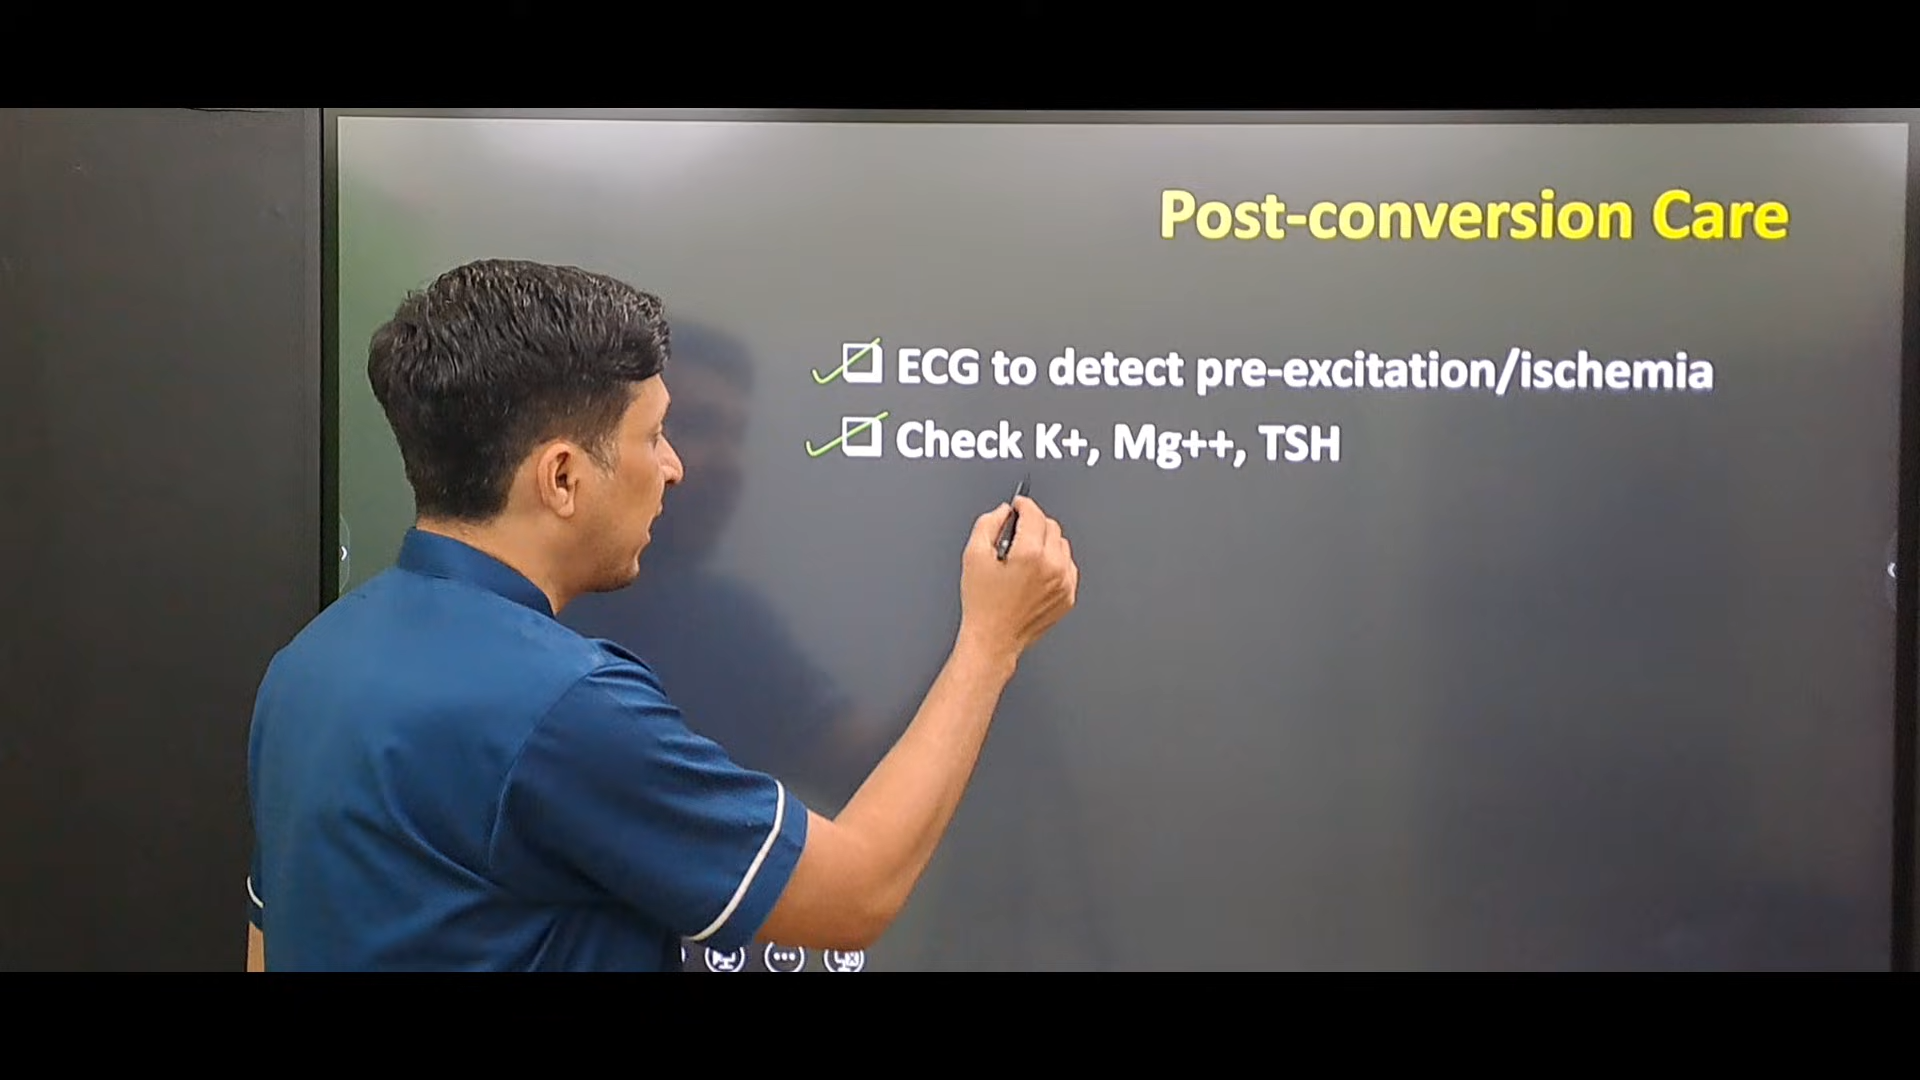 Post-conversion Care
ECG to detect pre-excitation/ischemia
Check K+, Mg++, TSH